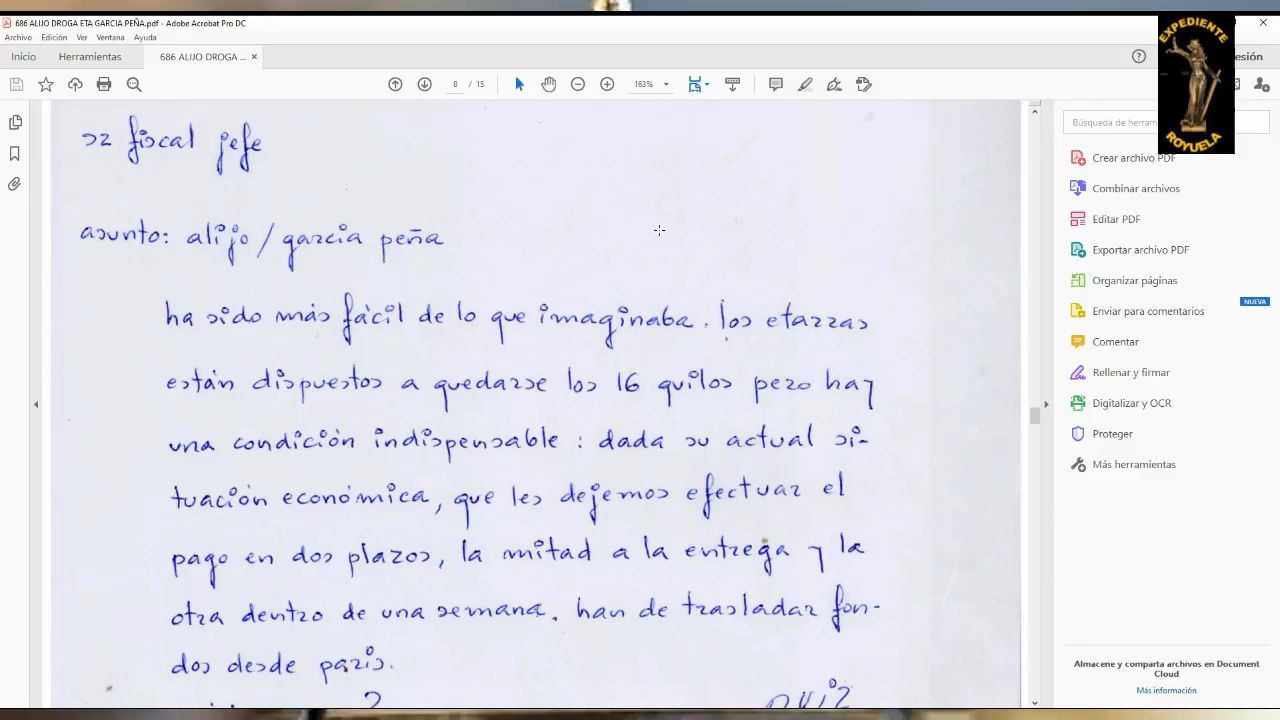 686 ALIJO DROGA ETA GARCIA PEÑA.pdf - Adobe Acrobat Pro DC
Archivo Edición Ver Ventana Ayuda
Inicio Herramientas 686 ALIJO DROGA ... × esión
8 / 15 163%
EXPEDIENTE
ROYUELA
sr fiscal jefe
asunto: alijo / garcia peña
ha sido más fácil de lo que imaginaba. los etarras
están dispuestos a quedarse los 16 quilos pero hay
una condición indispensable: dada su actual si-
tuación económica, que les dejemos efectuar el
pago en dos plazos, la mitad a la entrega y la
otra dentro de una semana. han de trasladar fon-
dos desde parís.
Búsqueda de herram
Crear archivo PDF
Combinar archivos
Editar PDF
Exportar archivo PDF
Organizar páginas
NUEVA
Enviar para comentarios
Comentar
Rellenar y firmar
Digitalizar y OCR
Proteger
Más herramientas
Almacene y comparta archivos en Document
Cloud
Más información